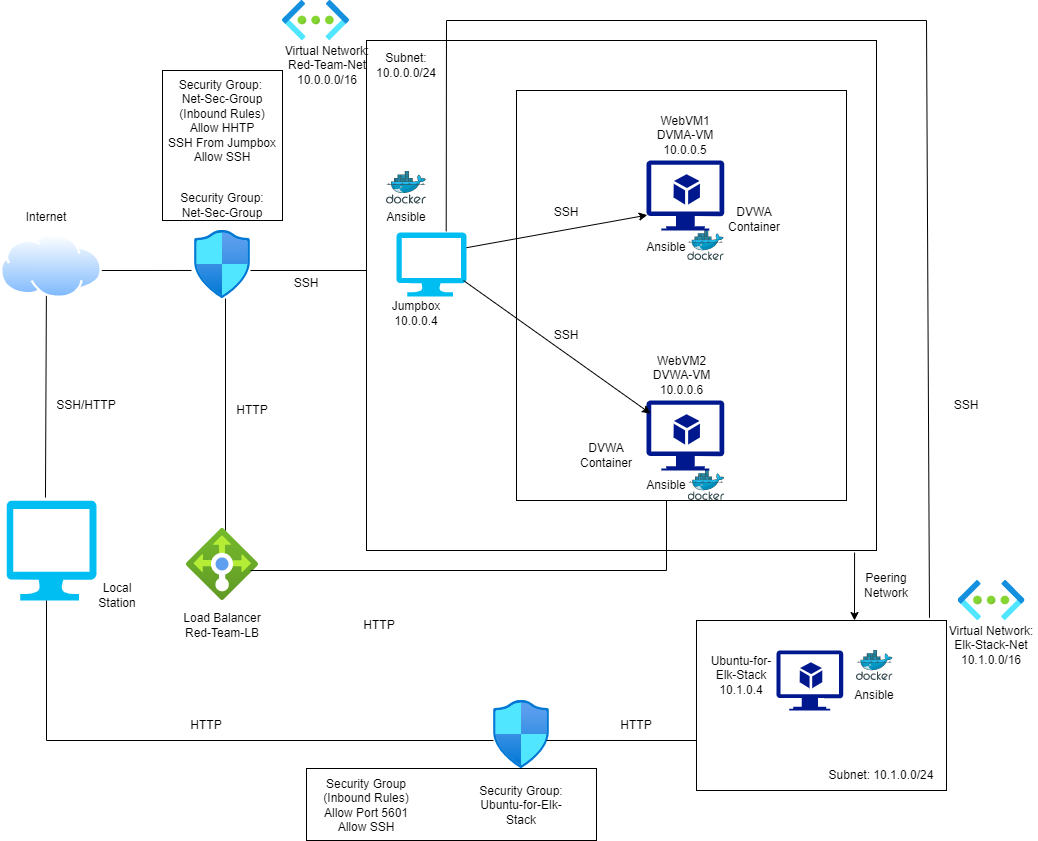 Virtual Network:
Red-Team-Net
10.0.0.0/16
Subnet:
10.0.0.0/24
Security Group:
Net-Sec-Group
(Inbound Rules)
Allow HHTP
SSH From Jumpbox
Allow SSH
Security Group:
Net-Sec-Group
WebVM1
DVMA-VM
10.0.0.5
docker
Ansible
Internet
SSH
DVWA
Container
Ansible
docker
SSH
Jumpbox
10.0.0.4
SSH
WebVM2
DVWA-VM
10.0.0.6
SSH/HTTP
HTTP
SSH
DVWA
Container
Ansible
docker
Local
Station
Peering
Network
Load Balancer
Red-Team-LB
HTTP
Virtual Network:
Elk-Stack-Net
10.1.0.0/16
Ubuntu-for-
Elk-Stack
10.1.0.4
docker
Ansible
HTTP
HTTP
Subnet: 10.1.0.0/24
Security Group
(Inbound Rules)
Allow Port 5601
Allow SSH
Security Group:
Ubuntu-for-Elk-
Stack